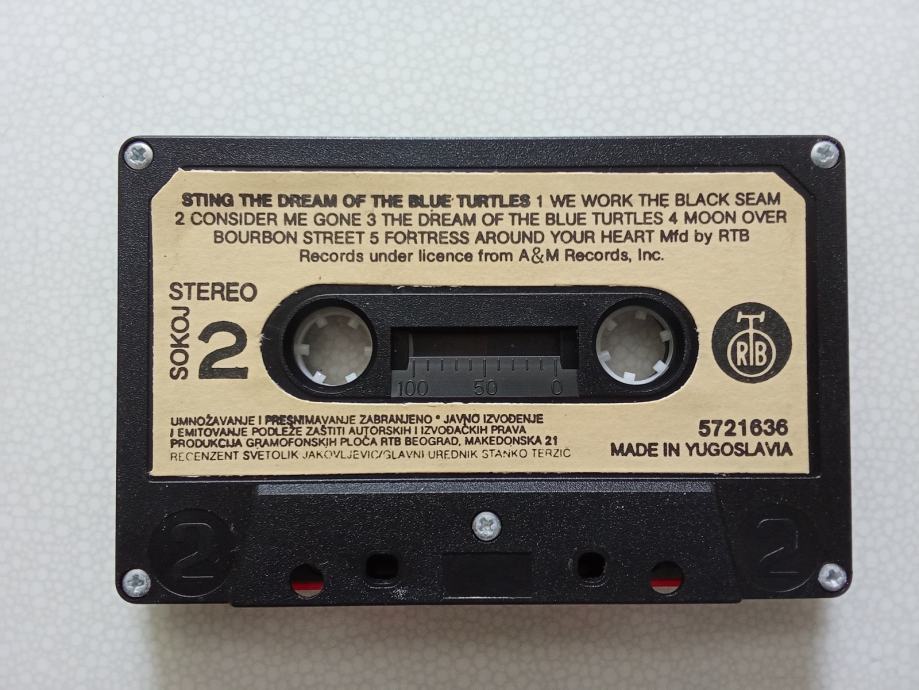 STING THE DREAM OF THE BLUE TURTLES 1 WE WORK THE BLACK SEAM
2 CONSIDER ME GONE 3 THE DREAM OF THE BLUE TURTLES 4 MOON OVER
BOURBON STREET 5 FORTRESS AROUND YOUR HEART Mfd by RTB
Records under licence from A&M Records, Inc.
STEREO
SOKOJ
2
RTB
100 50 0
UMNOŽAVANJE I PRESNIMAVANJE ZABRANJENO * JAVNO IZVOĐENJE
I EMITOVANJE PODLEŽE ZAŠTITI AUTORSKIH I IZVOĐAČKIH PRAVA
PRODUKCIJA GRAMOFONSKIH PLOČA RTB BEOGRAD, MAKEDONSKA 21
RECENZENT SVETOLIK JAKOVLJEVIĆ/GLAVNI UREDNIK STANKO TERZIĆ
5721636
MADE IN YUGOSLAVIA
2 2